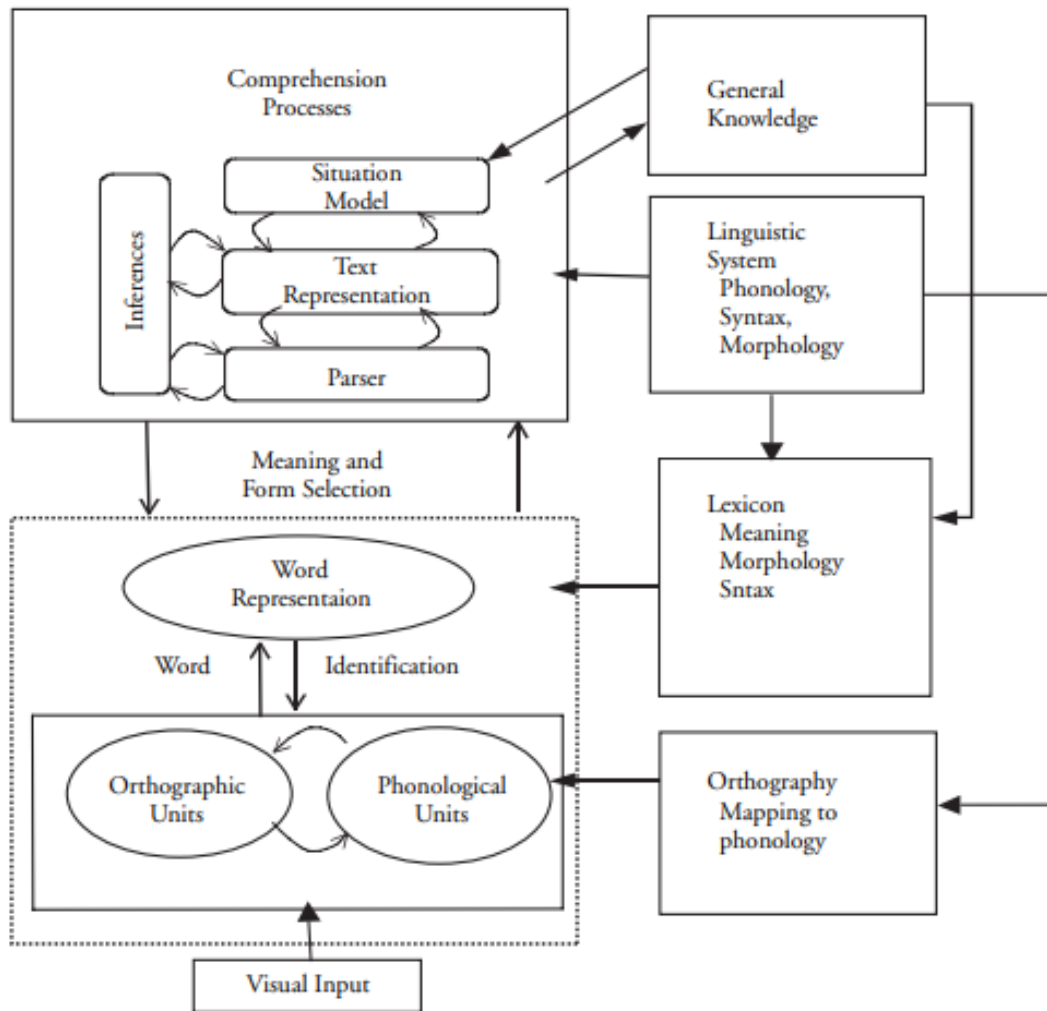 Comprehension
Processes
Situation
Model
Inferences
Text
Representation
Parser
General
Knowledge
Linguistic
System
Phonology,
Syntax,
Morphology
Meaning and
Form Selection
Lexicon
Meaning
Morphology
Sntax
Word
Representaion
Word
Identification
Orthographic
Units
Phonological
Units
Orthography
Mapping to
phonology
Visual Input